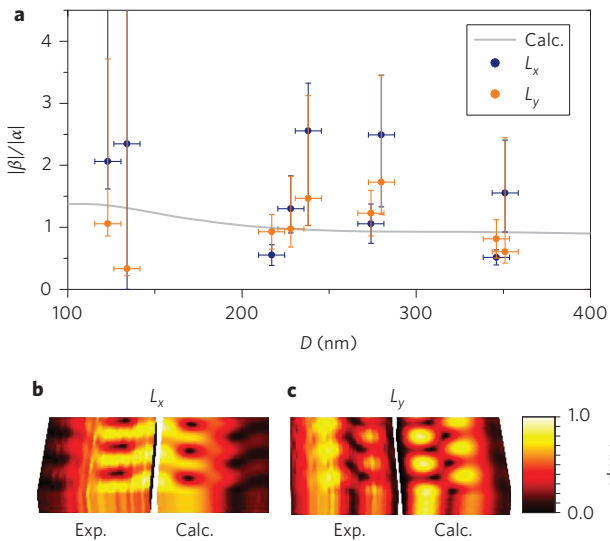 a
4
3
2
1
0
|β|/|α|
Calc.
Lx
Ly
100
200
300
400
D (nm)
b
Lx
c
Ly
1.0
0.0
Exp.
Calc.
Exp.
Calc.